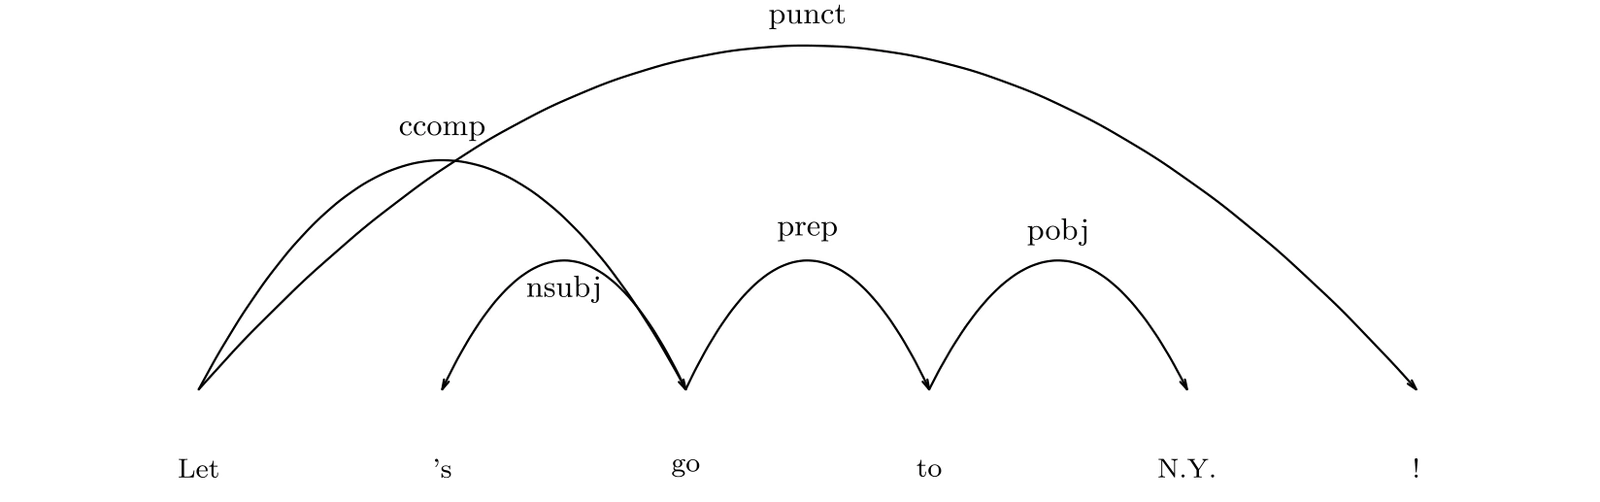 punct
ccomp
prep
pobj
nsubj
Let ’s go to N.Y. !